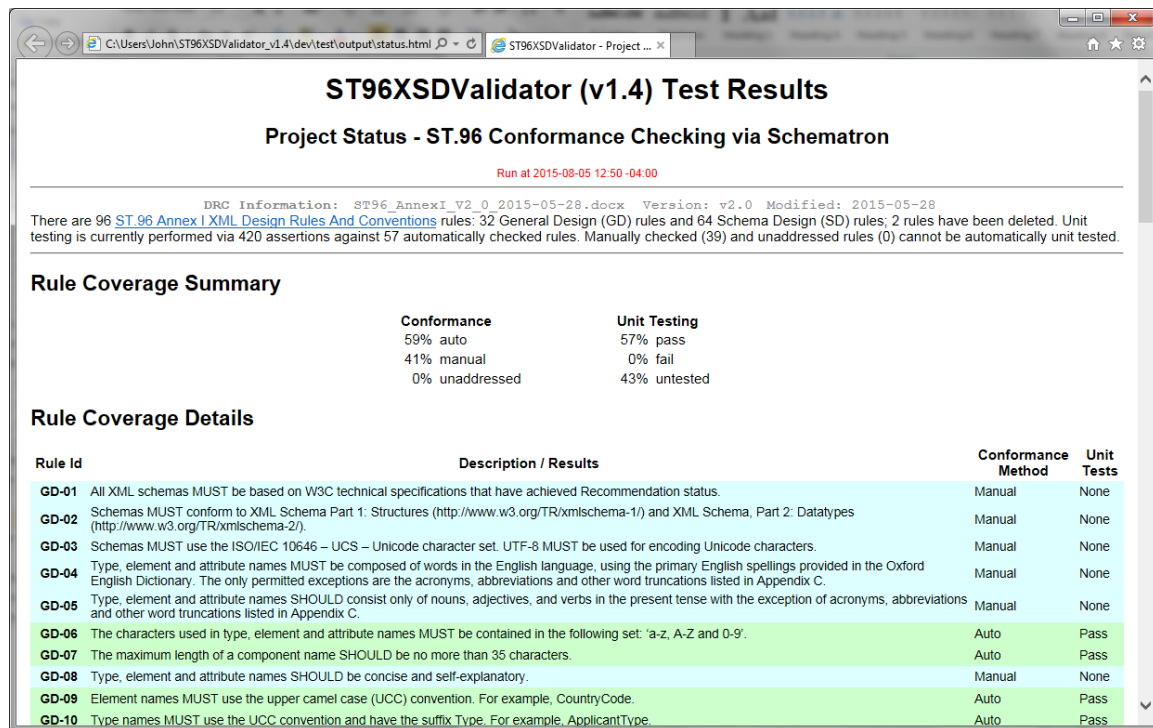 C:\Users\John\ST96XSDValidator_v1.4\dev\test\output\status.html
ST96XSDValidator - Project ...
ST96XSDValidator (v1.4) Test Results
Project Status - ST.96 Conformance Checking via Schematron
Run at 2015-08-05 12:50 -04:00
DRC Information: ST96_AnnexI_V2_0_2015-05-28.docx Version: v2.0 Modified: 2015-05-28
There are 96 ST.96 Annex I XML Design Rules And Conventions rules: 32 General Design (GD) rules and 64 Schema Design (SD) rules; 2 rules have been deleted. Unit
testing is currently performed via 420 assertions against 57 automatically checked rules. Manually checked (39) and unaddressed rules (0) cannot be automatically unit tested.
Rule Coverage Summary
Conformance Unit Testing
59% auto 57% pass
41% manual 0% fail
0% unaddressed 43% untested
Rule Coverage Details
Rule Id Description / Results Conformance Method Unit Tests
GD-01 All XML schemas MUST be based on W3C technical specifications that have achieved Recommendation status. Manual None
GD-02 Schemas MUST conform to XML Schema Part 1: Structures (http://www.w3.org/TR/xmlschema-1/) and XML Schema, Part 2: Datatypes
(http://www.w3.org/TR/xmlschema-2/). Manual None
GD-03 Schemas MUST use the ISO/IEC 10646 – UCS – Unicode character set. UTF-8 MUST be used for encoding Unicode characters. Manual None
GD-04 Type, element and attribute names MUST be composed of words in the English language, using the primary English spellings provided in the Oxford
English Dictionary. The only permitted exceptions are the acronyms, abbreviations and other word truncations listed in Appendix C. Manual None
GD-05 Type, element and attribute names SHOULD consist only of nouns, adjectives, and verbs in the present tense with the exception of acronyms, abbreviations
and other word truncations listed in Appendix C. Manual None
GD-06 The characters used in type, element and attribute names MUST be contained in the following set: ‘a-z, A-Z and 0-9’. Auto Pass
GD-07 The maximum length of a component name SHOULD be no more than 35 characters. Auto Pass
GD-08 Type, element and attribute names SHOULD be concise and self-explanatory. Manual None
GD-09 Element names MUST use the upper camel case (UCC) convention. For example, CountryCode. Auto Pass
GD-10 Type names MUST use the UCC convention and have the suffix Type. For example, ApplicantType. Auto Pass